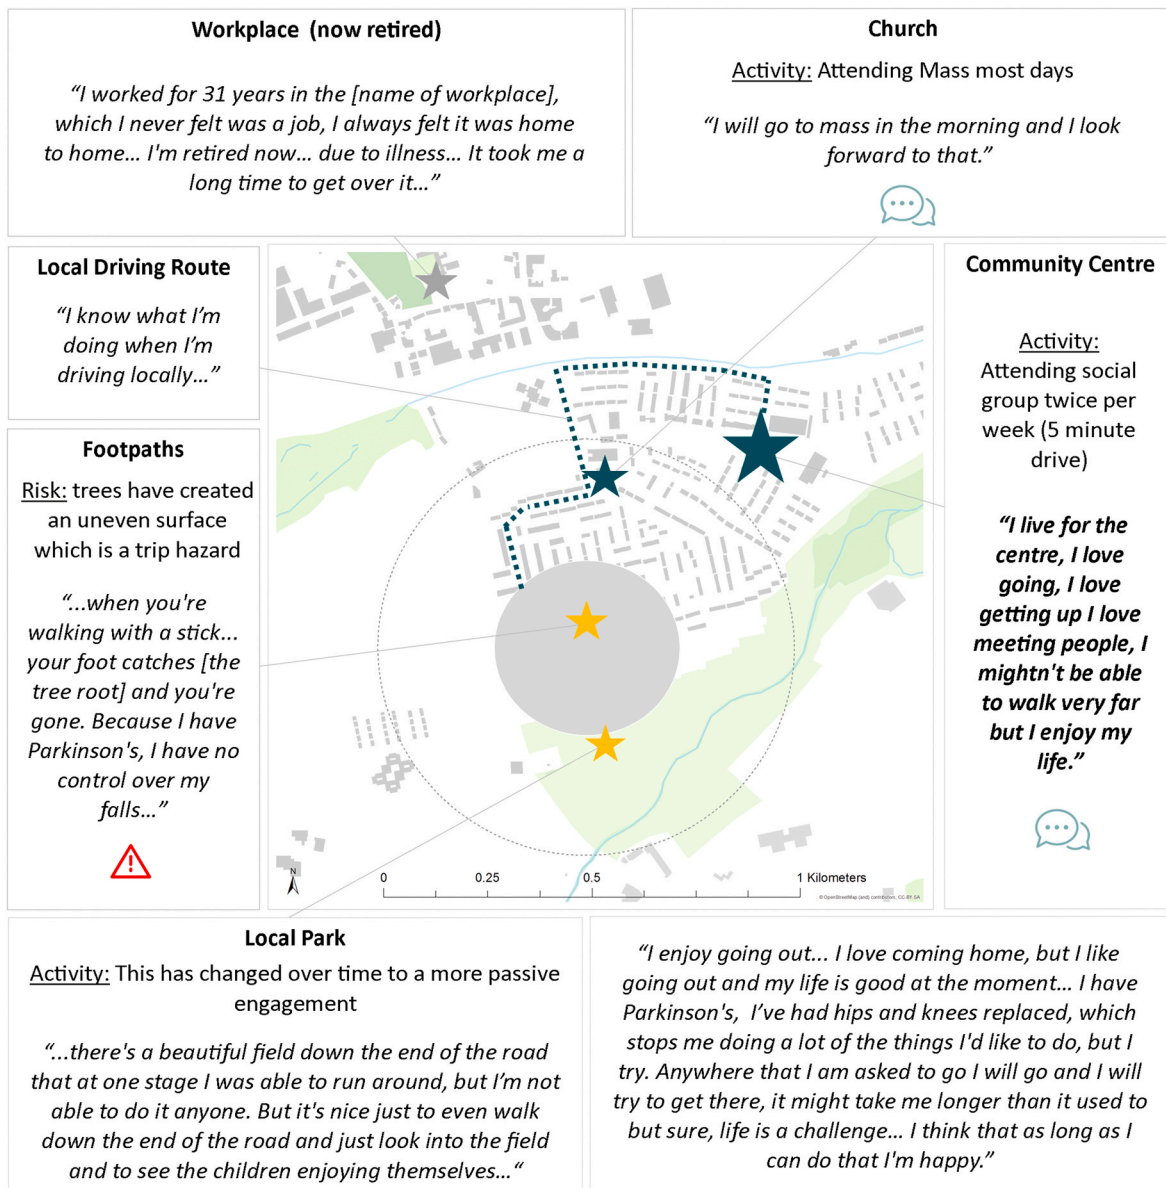 Workplace  (now retired)
“I worked for 31 years in the [name of workplace],
which I never felt was a job, I always felt it was home
to home… I'm retired now… due to illness… It took me a
long time to get over it…”
Church
Activity: Attending Mass most days
“I will go to mass in the morning and I look
forward to that.”
Local Driving Route
“I know what I’m
doing when I’m
driving locally…”
Footpaths
Risk: trees have created
an uneven surface
which is a trip hazard
“...when you're
walking with a stick…
your foot catches [the
tree root] and you're
gone. Because I have
Parkinson's, I have no
control over my
falls…”
Community Centre
Activity:
Attending social
group twice per
week (5 minute
drive)
“I live for the
centre, I love
going, I love
getting up I love
meeting people, I
mightn't be able
to walk very far
but I enjoy my
life.”
N
0 0.25 0.5 1 Kilometers
© OpenStreetMap (and) contributors, CC-BY-SA
Local Park
Activity: This has changed over time to a more passive
engagement
“...there's a beautiful field down the end of the road
that at one stage I was able to run around, but I’m not
able to do it anyone. But it's nice just to even walk
down the end of the road and just look into the field
and to see the children enjoying themselves…“
“I enjoy going out... I love coming home, but I like
going out and my life is good at the moment… I have
Parkinson's,  I’ve had hips and knees replaced, which
stops me doing a lot of the things I'd like to do, but I
try. Anywhere that I am asked to go I will go and I will
try to get there, it might take me longer than it used to
but sure, life is a challenge… I think that as long as I
can do that I'm happy.”